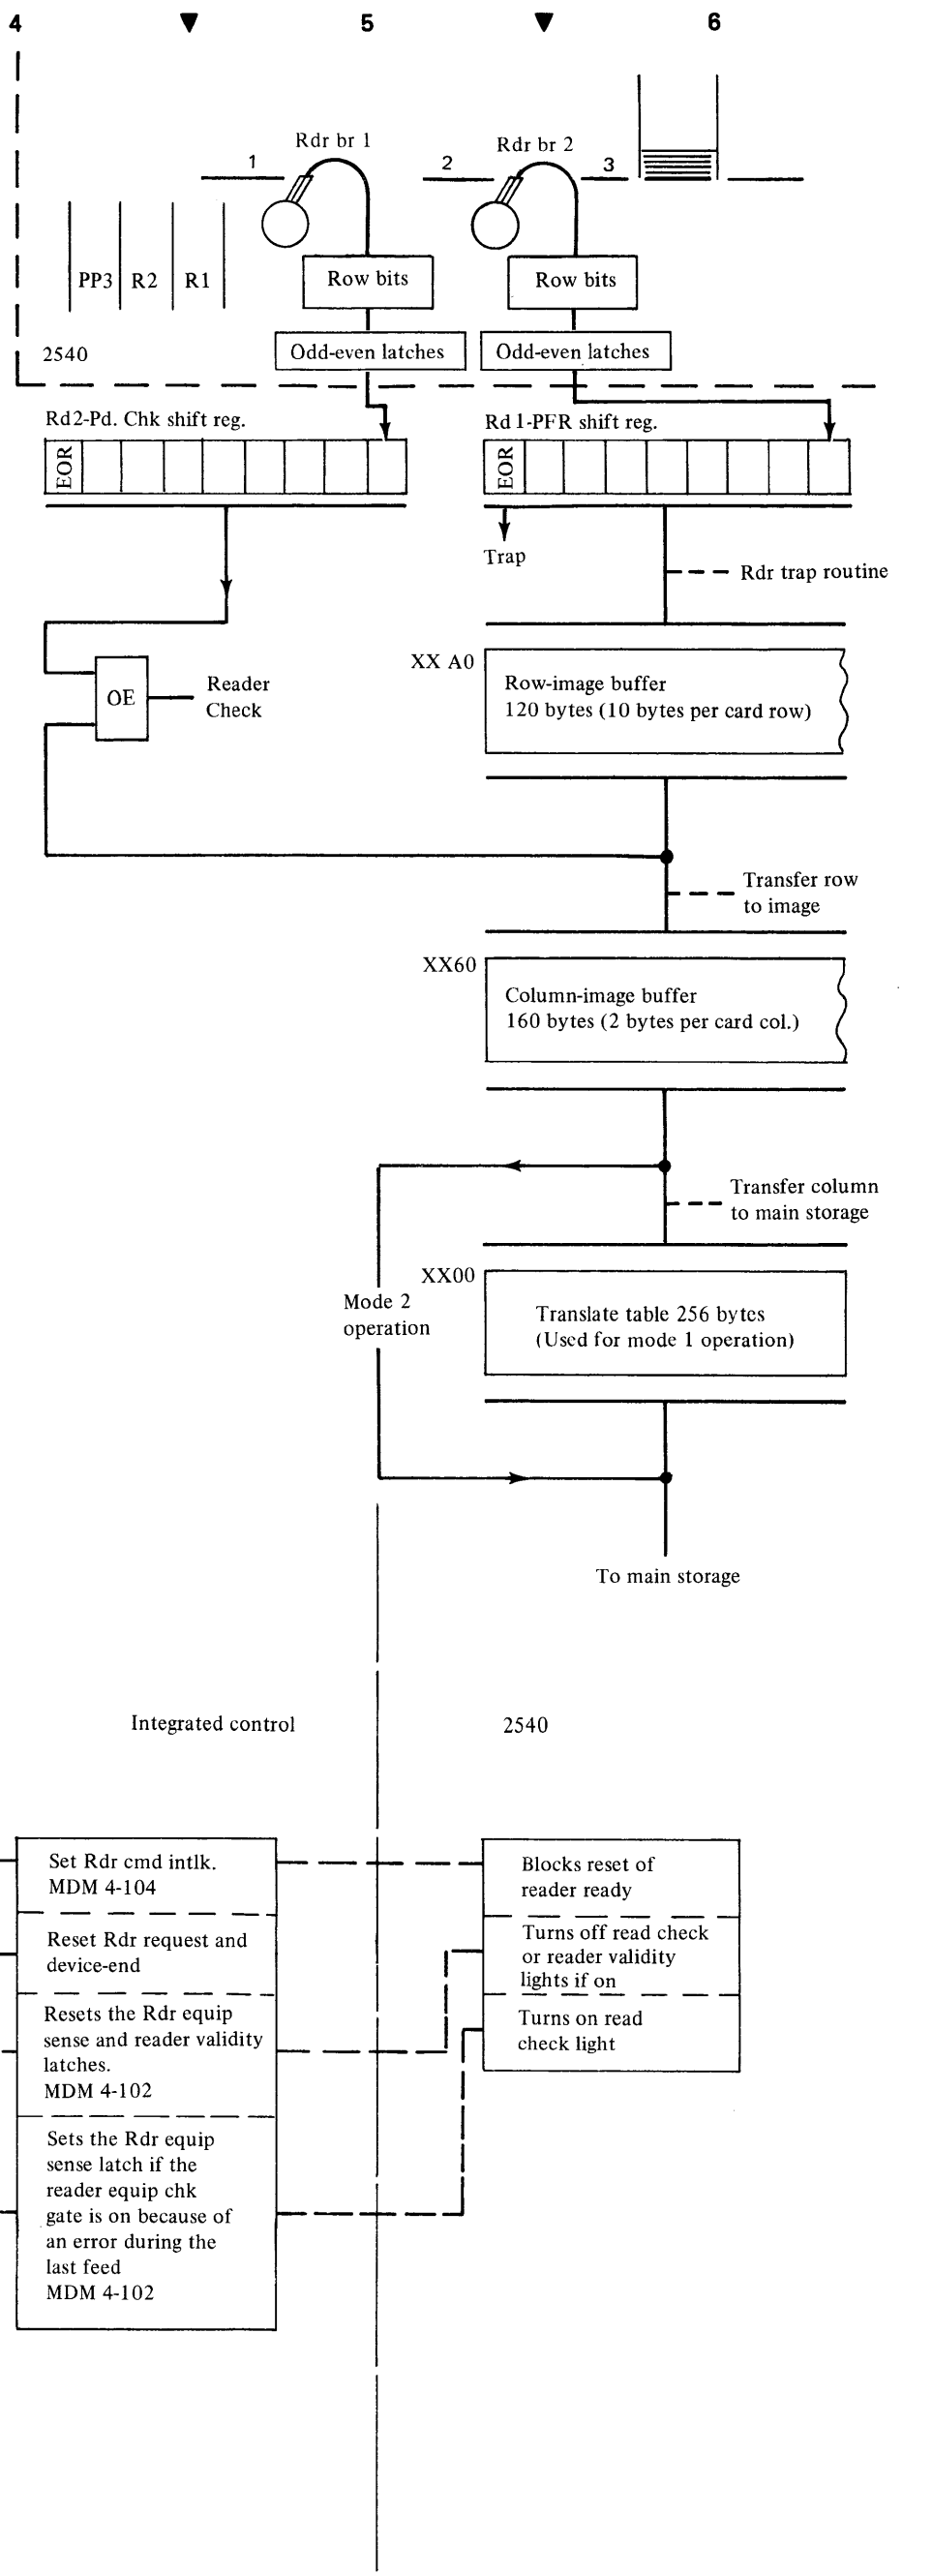 4 5 6
Rdr br 1
Rdr br 2
1 2 3
PP3 R2 R1
Row bits
Row bits
Odd-even latches
Odd-even latches
2540
Rd2-Pd. Chk shift reg.
Rd 1-PFR shift reg.
EOR
EOR
Trap
Rdr trap routine
XX A0
Row-image buffer
120 bytes (10 bytes per card row)
OE
Reader
Check
Transfer row
to image
XX60
Column-image buffer
160 bytes (2 bytes per card col.)
Transfer column
to main storage
XX00
Mode 2
operation
Translate table 256 bytes
(Used for mode 1 operation)
To main storage
Integrated control
2540
Set Rdr cmd intlk.
MDM 4-104
Reset Rdr request and
device-end
Resets the Rdr equip
sense and reader validity
latches.
MDM 4-102
Sets the Rdr equip
sense latch if the
reader equip chk
gate is on because of
an error during the
last feed
MDM 4-102
Blocks reset of
reader ready
Turns off read check
or reader validity
lights if on
Turns on read
check light